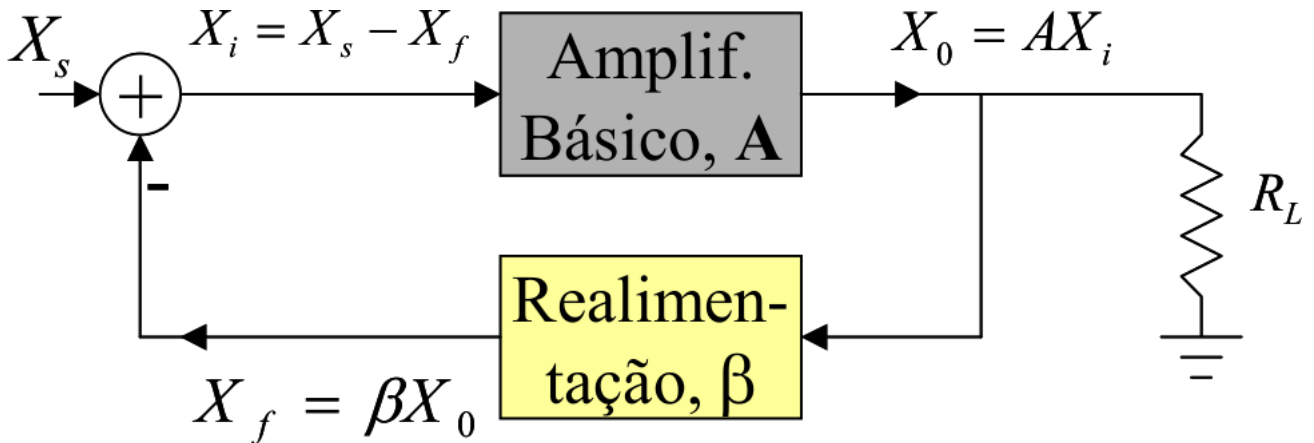 X_s
X_i = X_s − X_f
Amplif.
Básico, A
X_0 = AX_i
+
-
R_L
Realimen-
tação, β
X_f = βX_0